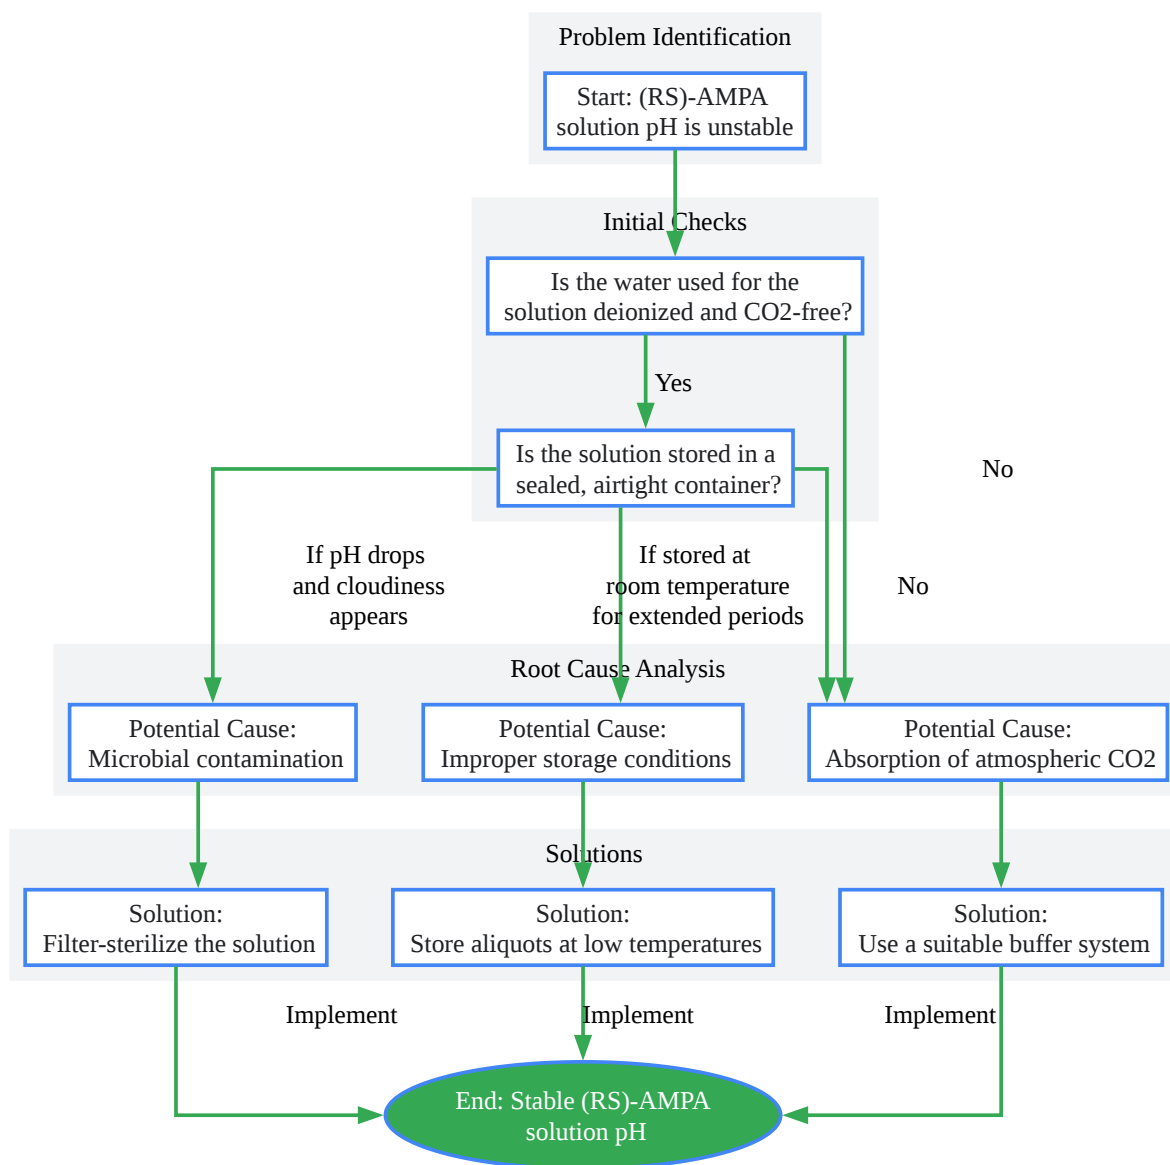 Problem Identification
Start: (RS)-AMPA
solution pH is unstable
Initial Checks
Is the water used for the
solution deionized and CO2-free?
Yes
Is the solution stored in a
sealed, airtight container?
No
If pH drops
and cloudiness
appears
If stored at
room temperature
for extended periods
No
Root Cause Analysis
Potential Cause:
Microbial contamination
Potential Cause:
Improper storage conditions
Potential Cause:
Absorption of atmospheric CO2
Solutions
Solution:
Filter-sterilize the solution
Solution:
Store aliquots at low temperatures
Solution:
Use a suitable buffer system
Implement
Implement
Implement
End: Stable (RS)-AMPA
solution pH